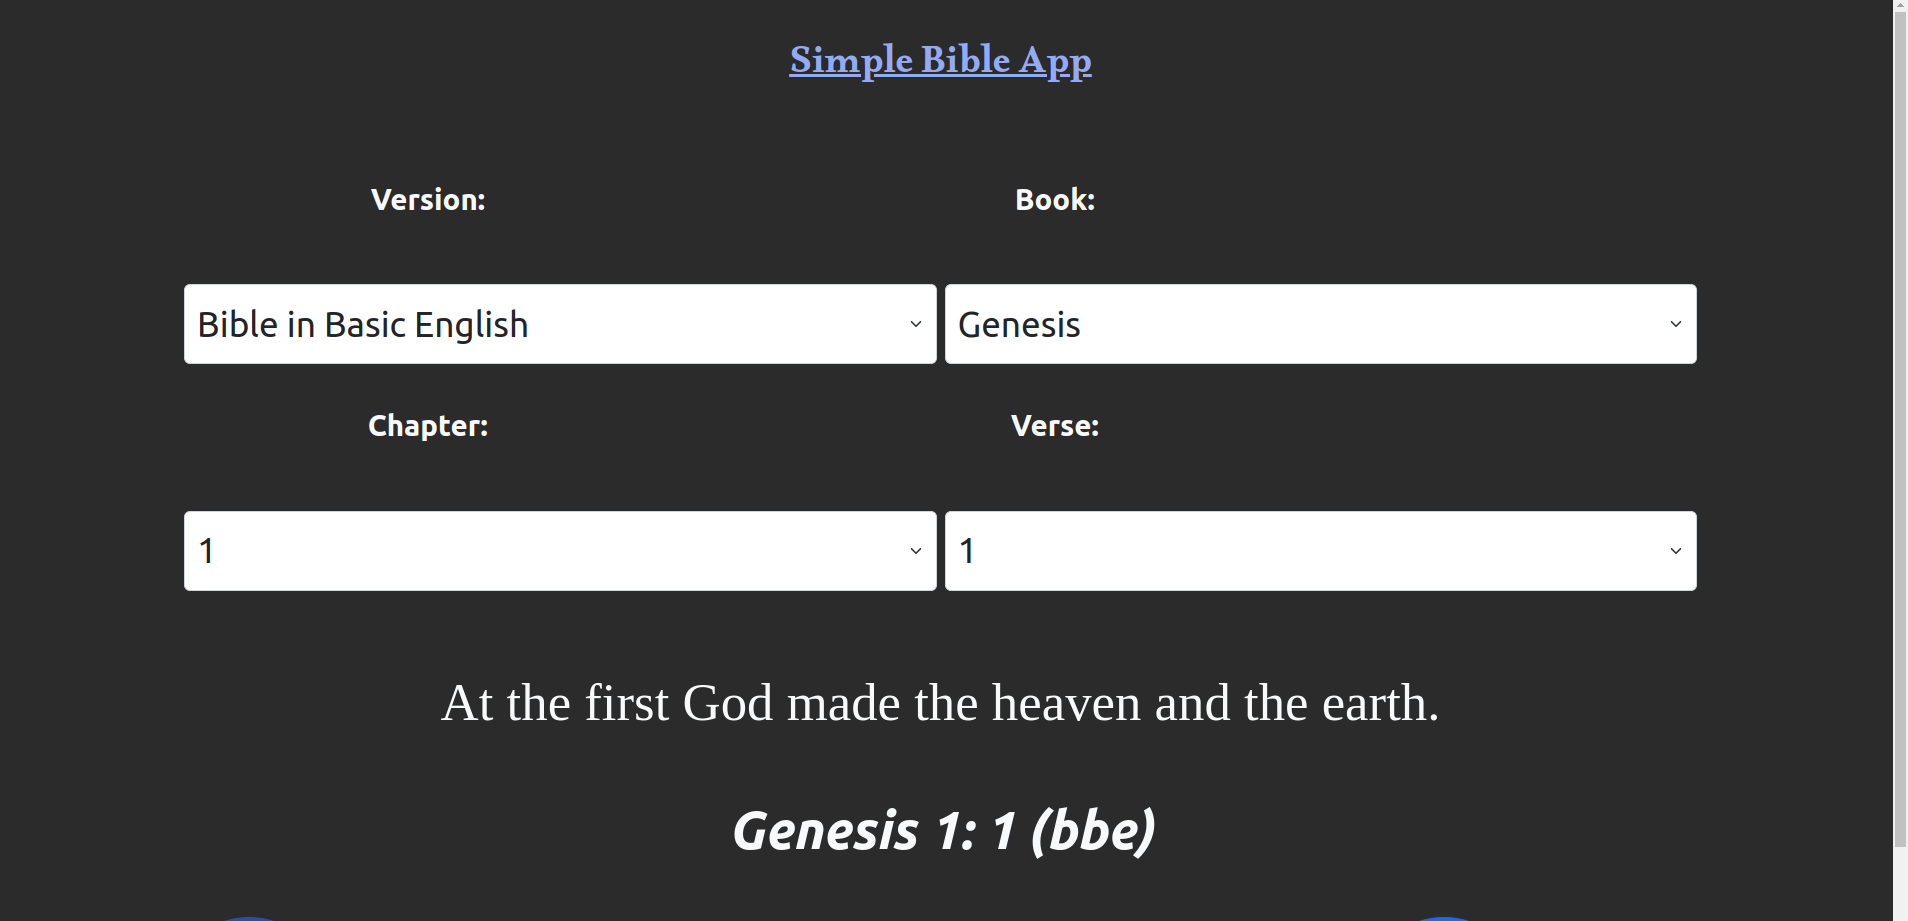 Simple Bible App
Version:
Book:
Bible in Basic English
Genesis
Chapter:
Verse:
1
1
At the first God made the heaven and the earth.
Genesis 1: 1 (bbe)